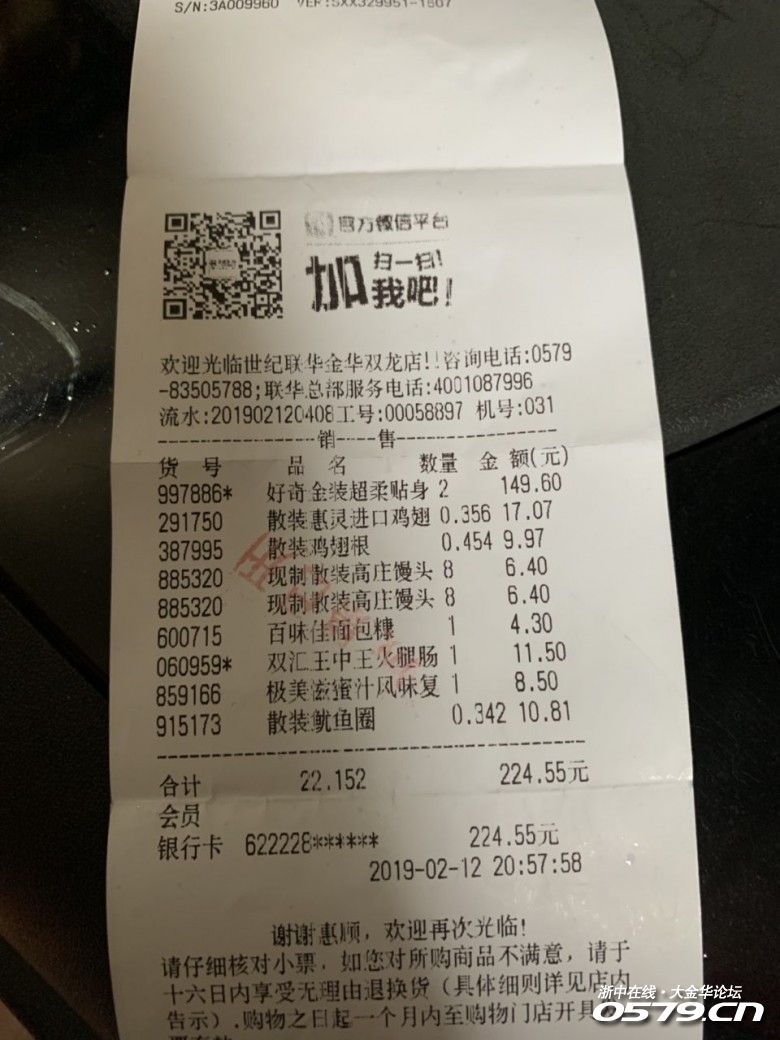 S/N:3A009960 VER:SXX329951-1607
官方微信平台
加 扫一扫!
我吧!
欢迎光临世纪联华金华双龙店!!咨询电话:0579
-83505788;联华总部服务电话:4001087996
流水:201902120408工号:00058897 机号:031
---销---售---
货 号 品 名 数量 金 额(元)
997886* 好奇金装超柔贴身 2 149.60
291750 散装惠灵进口鸡翅 0.356 17.07
387995 散装鸡翅根 0.454 9.97
885320 现制散装高庄馒头 8 6.40
885320 现制散装高庄馒头 8 6.40
600715 百味佳面包糠 1 4.30
060959* 双汇王中王火腿肠 1 11.50
859166 极美滋蜜汁风味复 1 8.50
915173 散装鱿鱼圈 0.342 10.81
合计 22.152 224.55元
会员
银行卡 622228****** 224.55元
2019-02-12 20:57:58
谢谢惠顾，欢迎再次光临!
请仔细核对小票，如您对所购商品不满意，请于
十六日内享受无理由退换货（具体细则详见店内
告示）.购物之日起一个月内至购物门店开具
浙中在线·大金华论坛
0579.CN